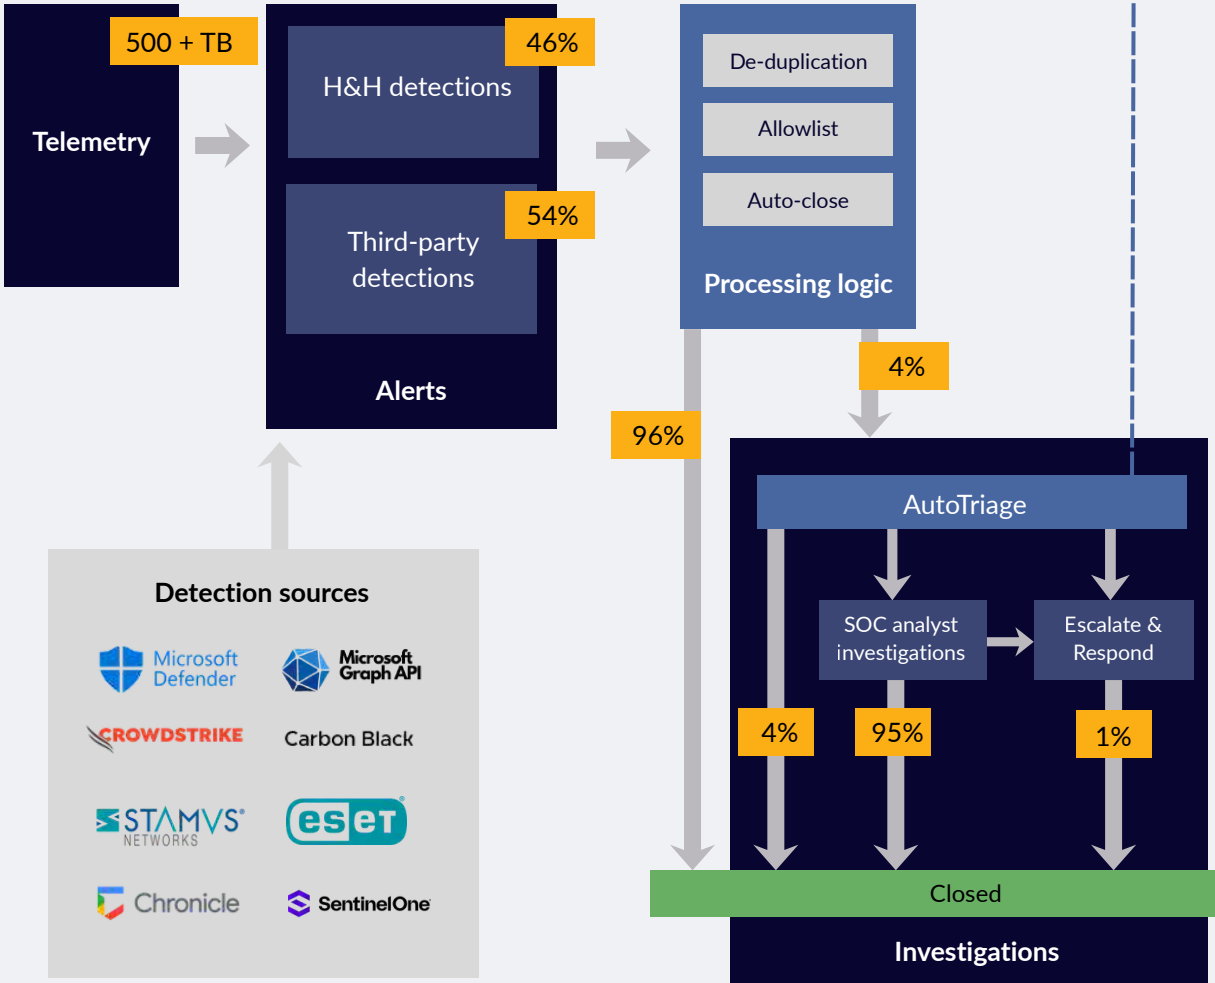 500 + TB
Telemetry
46%
H&H detections
54%
Third-party
detections
Alerts
De-duplication
Allowlist
Auto-close
Processing logic
4%
96%
AutoTriage
SOC analyst
investigations
Escalate &
Respond
4%
95%
1%
Closed
Investigations
Detection sources
Microsoft
Defender
Microsoft
Graph API
CROWDSTRIKE
Carbon Black
STAMVS®
NETWORKS
eseT®
Chronicle
SentinelOne